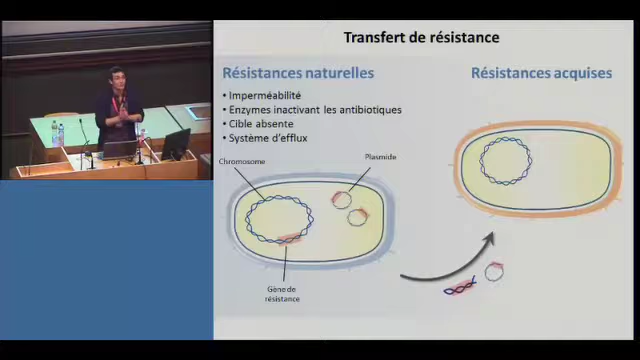 Transfert de résistance
Résistances naturelles
Résistances acquises
• Imperméabilité
• Enzymes inactivant les antibiotiques
• Cible absente
• Système d'efflux
Chromosome
Plasmide
Gène de
résistance